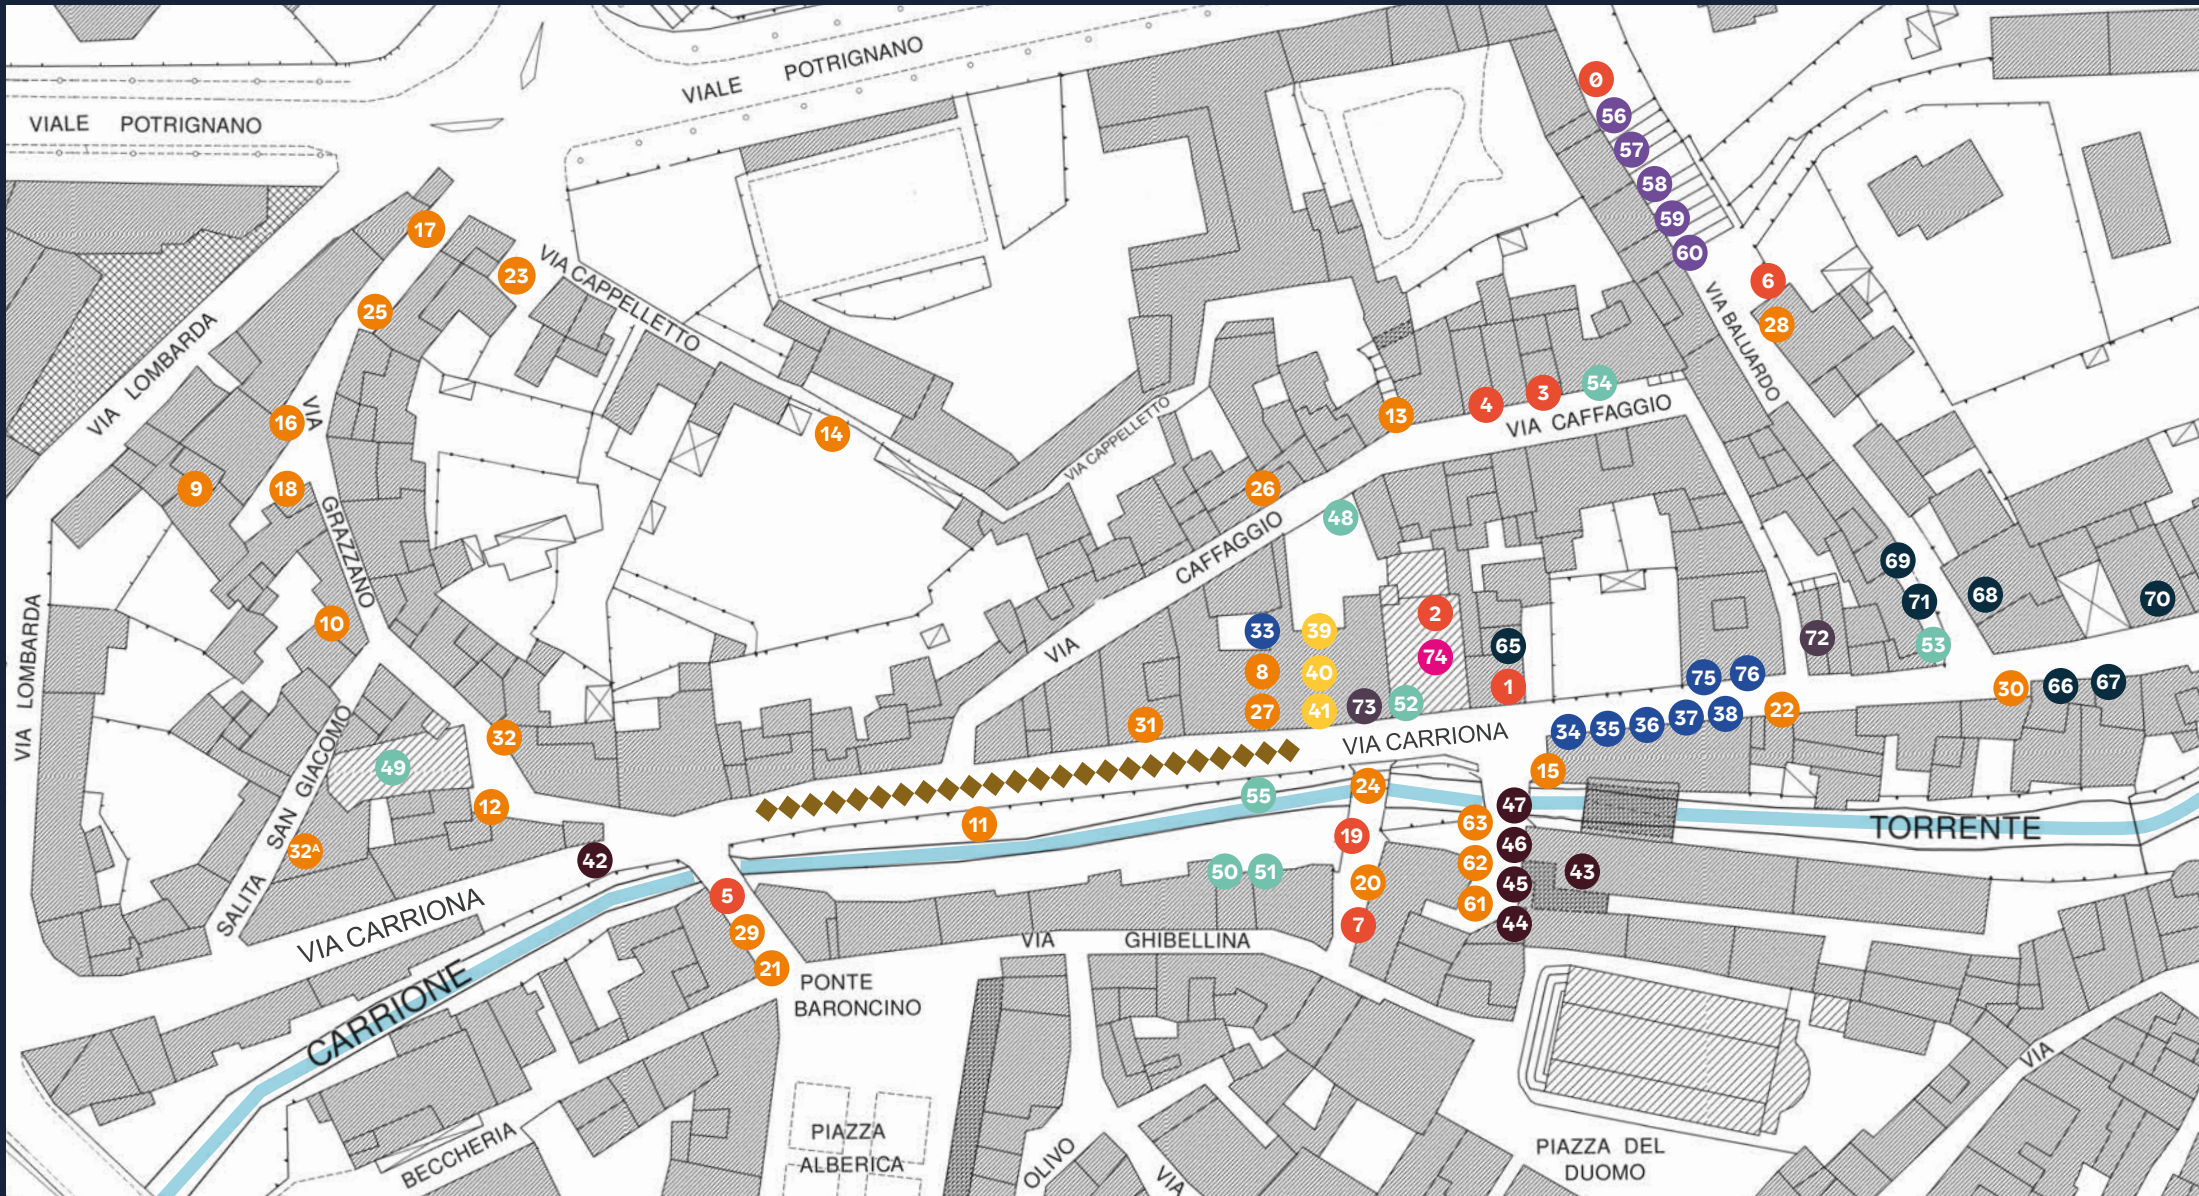 VIALE POTRIGNANO
VIALE POTRIGNANO
0
56
57
58
59
60
17
23
VIA CAPPELLETTO
6
28
25
VIA LOMBARDA
VIA BALUARDO
16
VIA
GRAZZANO
14
VIA CAPPELLETTO
13
4
3
54
VIA CAFFAGGIO
9
18
26
48
VIA
CAFFAGGIO
69
71
68
70
53
72
10
VIA LOMBARDA
33
39
2
65
8
40
74
1
27
41
73
52
31
75
76
30
66
67
34
35
36
37
38
22
VIA CARRIONA
32
49
SALITA SAN GIACOMO
12
32A
42
11
55
24
15
47
63
TORRENTE
19
46
62
43
50
51
20
45
61
7
44
VIA CARRIONA
5
29
21
VIA GHIBELLINA
PONTE
BARONCINO
CARRIONE
BECCHERIA
PIAZZA
ALBERICA
OLIVO
VIA
PIAZZA DEL
DUOMO
VIA